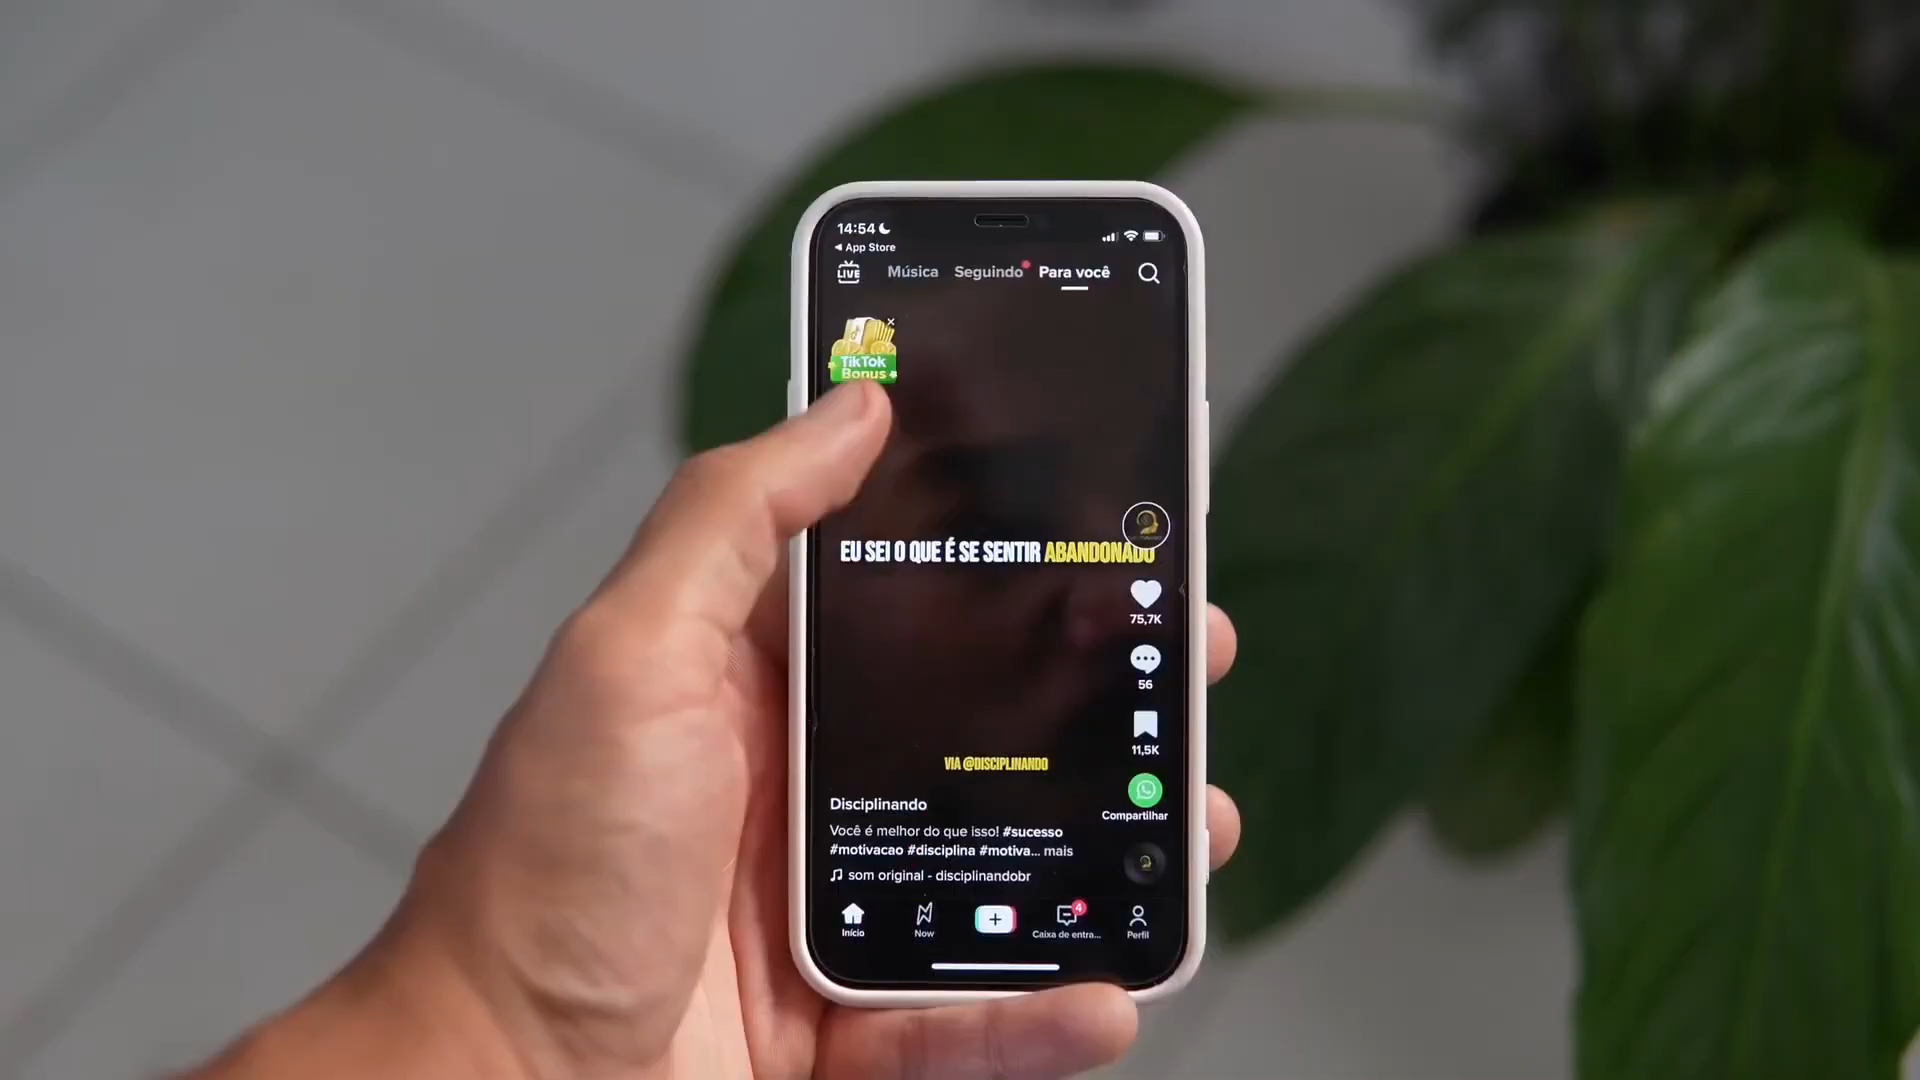 14:54
◀ App Store
LIVE
Música
Seguindo
Para você
TikTok
Bonus
EU SEI O QUE É SE SENTIR ABANDONADO
75,7K
56
11,5K
VIA @DISCIPLINANDO
Compartilhar
Disciplinando
Você é melhor do que isso! #sucesso
#motivacao #disciplina #motiva... mais
som original - disciplinandobr
Início
Now
4
Caixa de entra...
Perfil